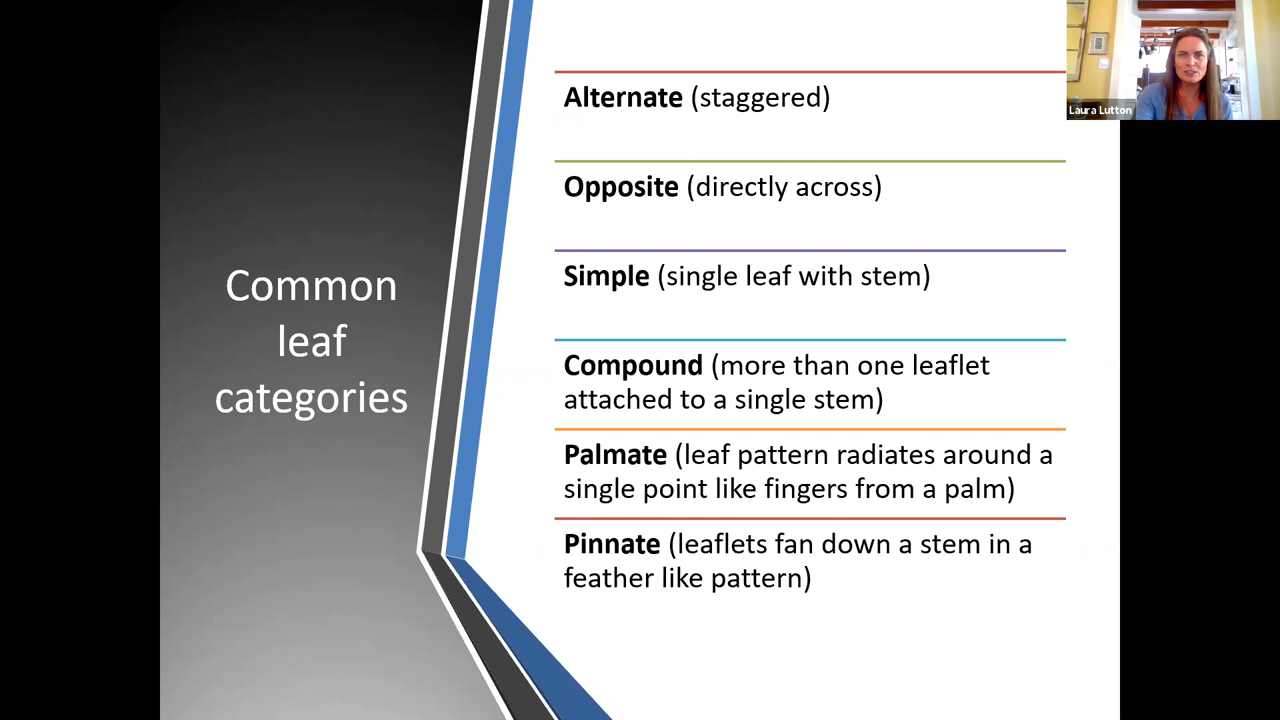 Common
leaf
categories
Alternate (staggered)
Opposite (directly across)
Simple (single leaf with stem)
Compound (more than one leaflet
attached to a single stem)
Palmate (leaf pattern radiates around a
single point like fingers from a palm)
Pinnate (leaflets fan down a stem in a
feather like pattern)
Laura Lutton